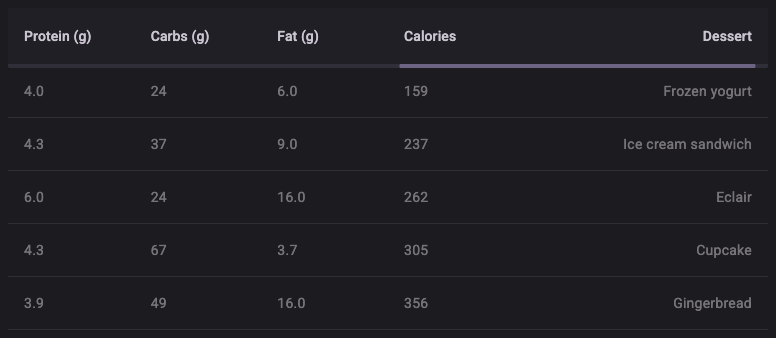 Protein (g) Carbs (g) Fat (g) Calories Dessert
4.0 24 6.0 159 Frozen yogurt
4.3 37 9.0 237 Ice cream sandwich
6.0 24 16.0 262 Eclair
4.3 67 3.7 305 Cupcake
3.9 49 16.0 356 Gingerbread